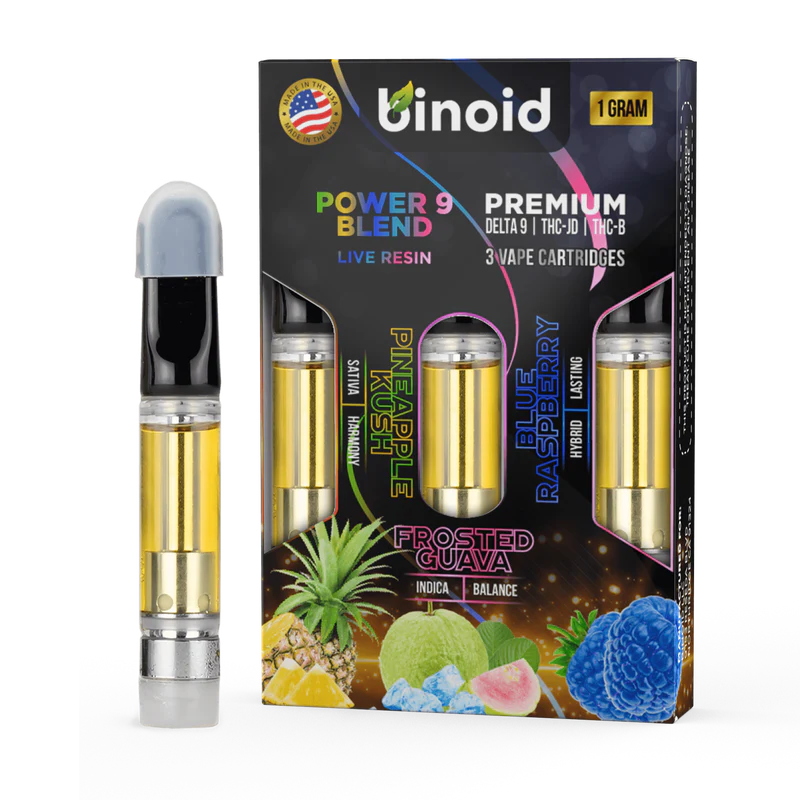 MADE IN THE USA
MADE IN THE USA
binoid
1 GRAM
POWER 9
BLEND
LIVE RESIN
PREMIUM
DELTA 9 | THC-JD | THC-B
3 VAPE CARTRIDGES
SATIVA | HARMONY
PINEAPPLE
KUSH
BLUE
RASPBERRY
HYBRID | LASTING
FROSTED
GUAVA
INDICA | BALANCE